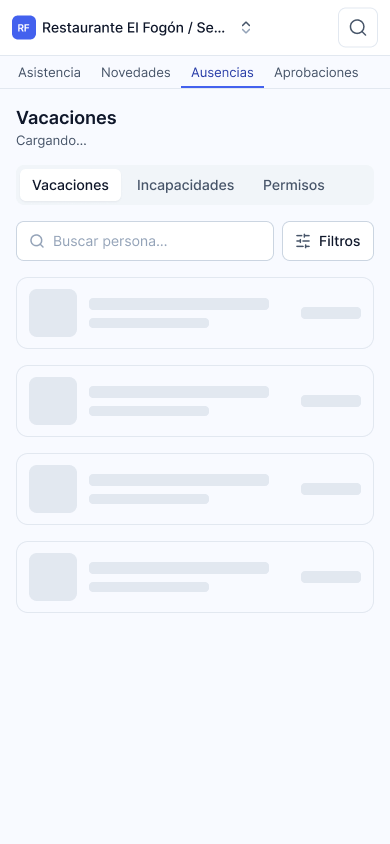 RF Restaurante El Fogón / Se...
Asistencia Novedades Ausencias Aprobaciones
Vacaciones
Cargando...
Vacaciones Incapacidades Permisos
Buscar persona... Filtros